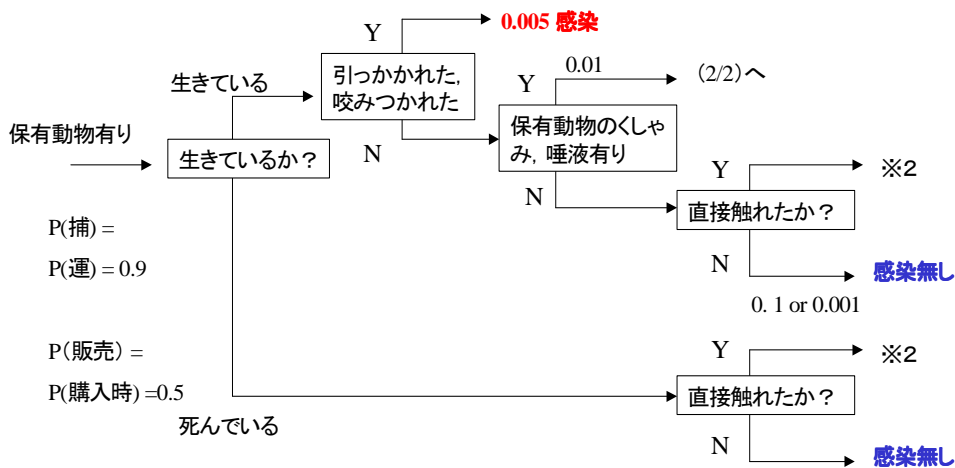 Y
0.005 感染
生きている
引っかかれた，
咬みつかれた
0.01
Y
(2/2)へ
保有動物有り
生きているか？
N
保有動物のくしゃ
み，唾液有り
N
Y
※2
直接触れたか？
P(捕) =
P(運) = 0.9
N
感染無し
0. 1 or 0.001
P（販売） =
P(購入時) =0.5
Y
※2
直接触れたか？
死んでいる
N
感染無し